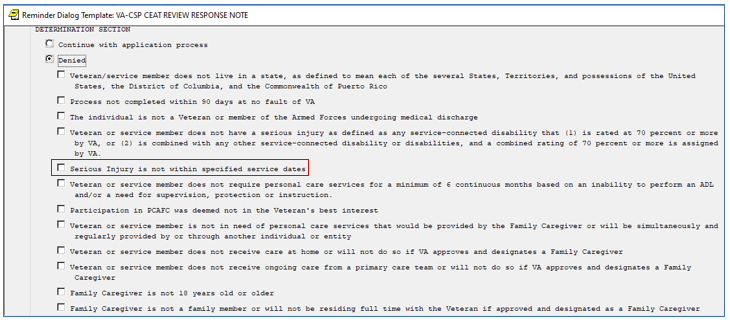 Reminder Dialog Template: VA-CSP CEAT REVIEW RESPONSE NOTE
DETERMINATION SECTION
Continue with application process
Denied
Veteran/service member does not live in a state, as defined to mean each of the several States, Territories, and possessions of the United
States, the District of Columbia, and the Commonwealth of Puerto Rico
Process not completed within 90 days at no fault of VA
The individual is not a Veteran or member of the Armed Forces undergoing medical discharge
Veteran or service member does not have a serious injury as defined as any service-connected disability that (1) is rated at 70 percent or more
by VA, or (2) is combined with any other service-connected disability or disabilities, and a combined rating of 70 percent or more is assigned
by VA.
Serious Injury is not within specified service dates
Veteran or service member does not require personal care services for a minimum of 6 continuous months based on an inability to perform an ADL
and/or a need for supervision, protection or instruction.
Participation in PCAFC was deemed not in the Veteran's best interest
Veteran or service member is not in need of personal care services that would be provided by the Family Caregiver or will be simultaneously and
regularly provided by or through another individual or entity
Veteran or service member does not receive care at home or will not do so if VA approves and designates a Family Caregiver
Veteran or service member does not receive ongoing care from a primary care team or will not do so if VA approves and designates a Family
Caregiver
Family Caregiver is not 18 years old or older
Family Caregiver is not a family member or will not be residing full time with the Veteran if approved and designated as a Family Caregiver